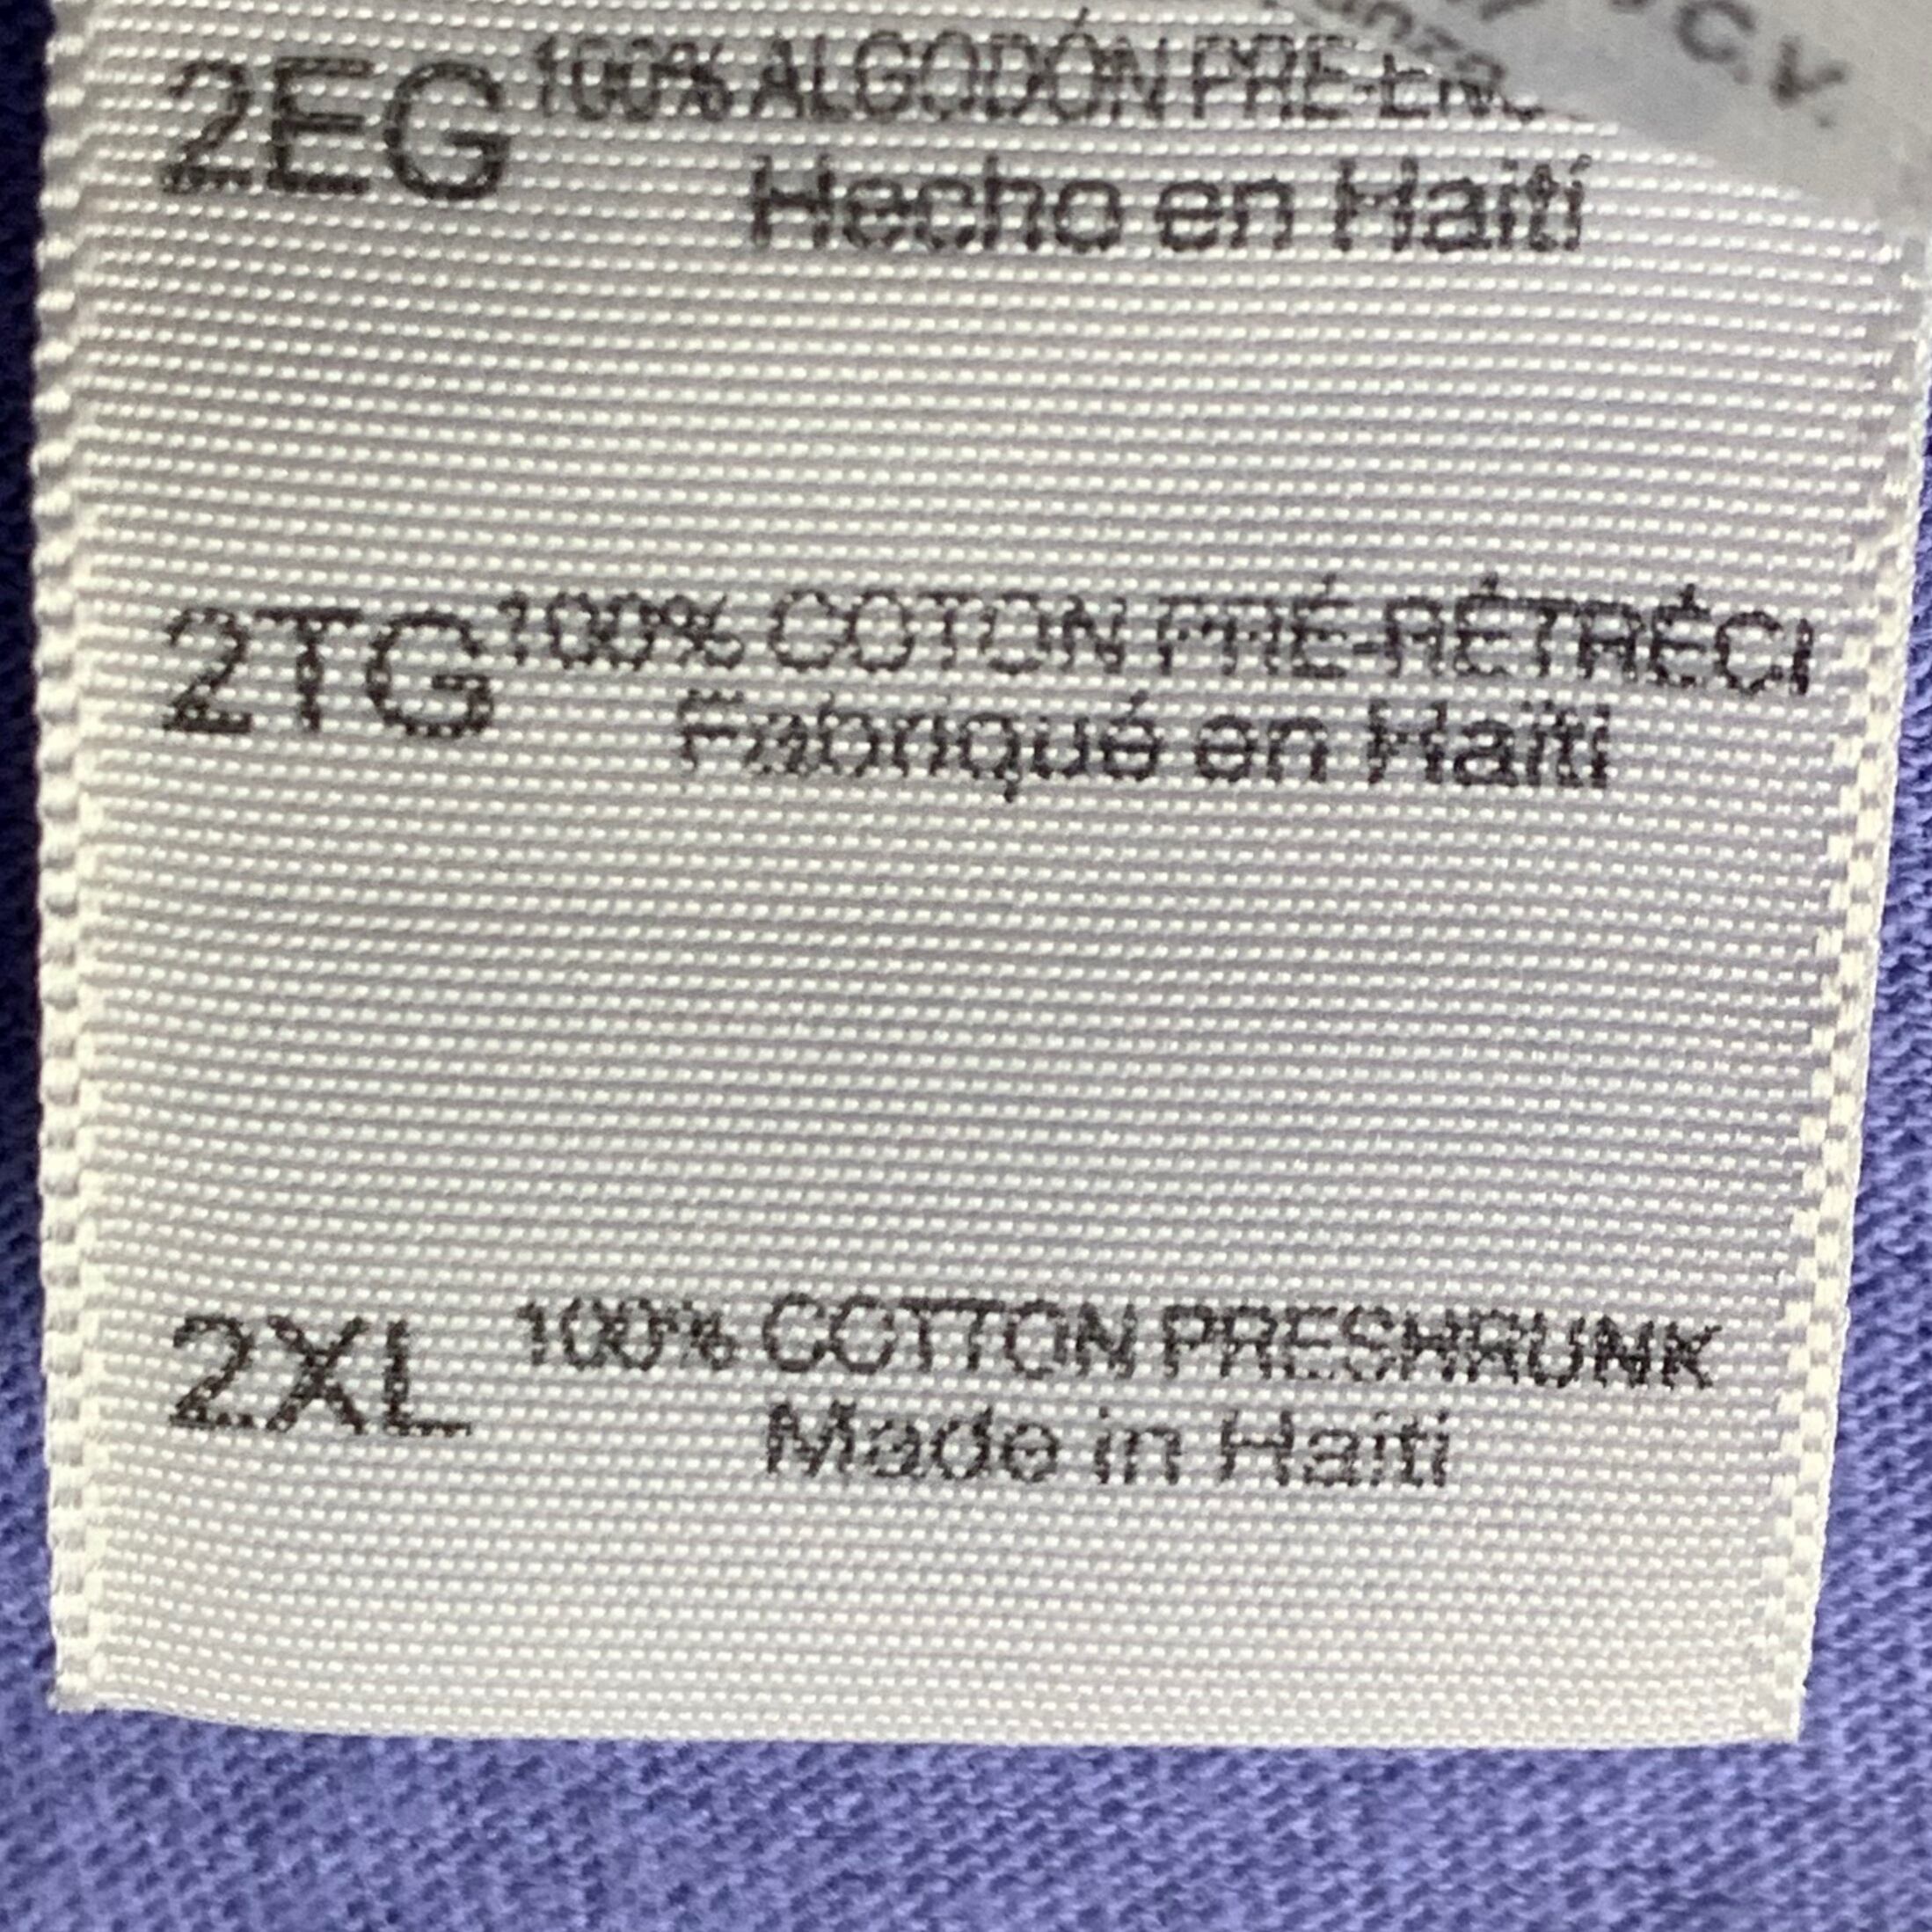 C.V.
2EG 100% ALGODÓN
Hecho en Haití
2TG 100% COTON PRÉ-RÉTRÉCI
Fabriqué en Haïti
2XL 100% COTTON PRESHRUNK
Made in Haiti